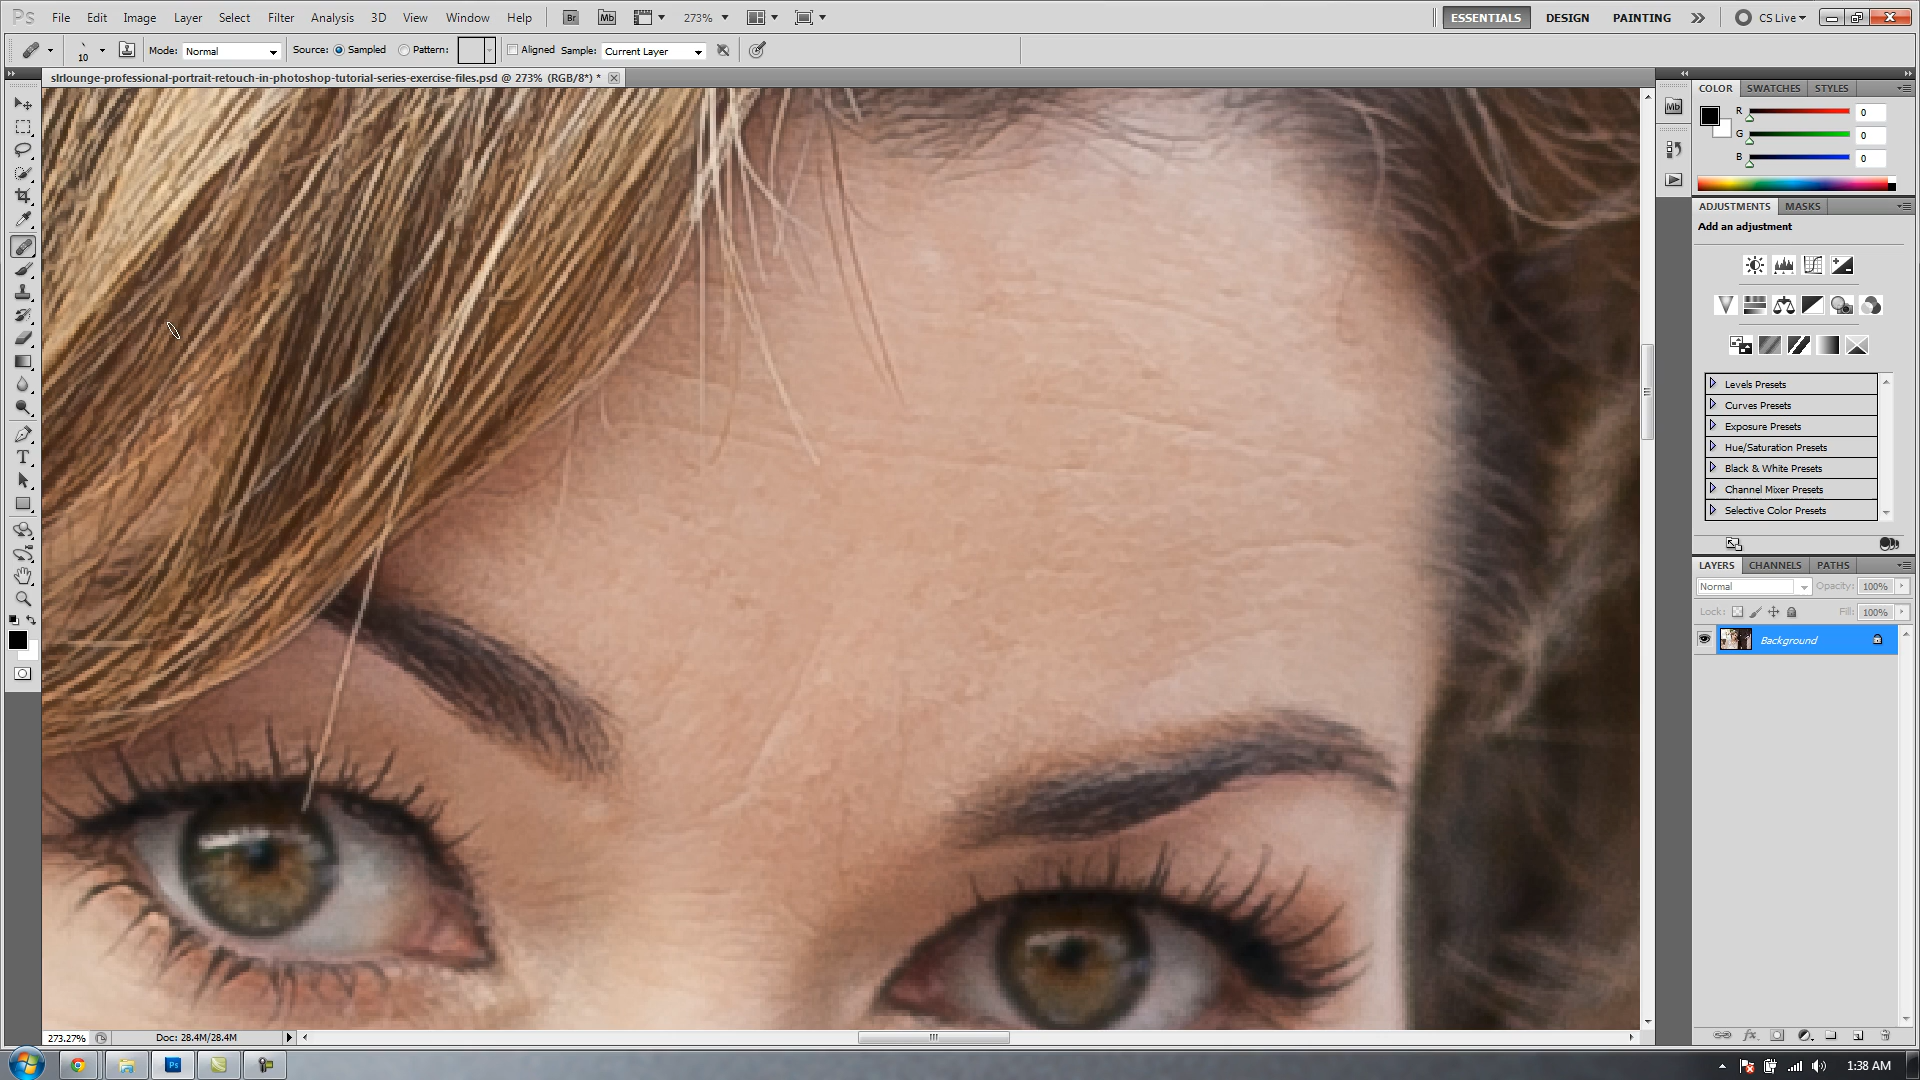 Ps File Edit Image Layer Select Filter Analysis 3D View Window Help Br Mb 273% ESSENTIALS DESIGN PAINTING CS Live
10 Mode: Normal Source: Sampled Pattern: Aligned Sample: Current Layer
slrlounge-professional-portrait-retouch-in-photoshop-tutorial-series-exercise-files.psd @ 273% (RGB/8*) *
COLOR SWATCHES STYLES
Mb
R 0
G 0
B 0
ADJUSTMENTS MASKS
Add an adjustment
Levels Presets
Curves Presets
Exposure Presets
Hue/Saturation Presets
Black & White Presets
Channel Mixer Presets
Selective Color Presets
LAYERS CHANNELS PATHS
Normal Opacity: 100%
Lock: Fill: 100%
Background
T
fx
273.27% Doc: 28.4M/28.4M
Ps 1:38 AM